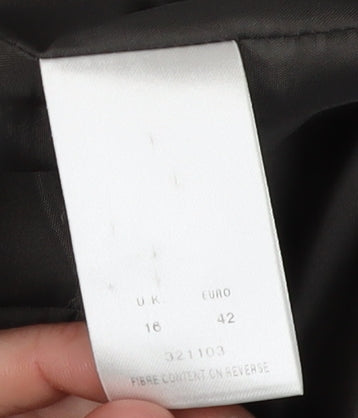 U.K. EURO
16 42
321103
FIBRE CONTENT ON REVERSE